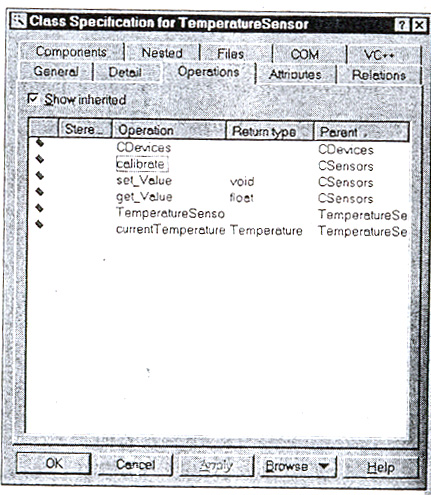 Class Specification for TemperatureSensor
Components Nested Files COM VC++
General Detail Operations Attributes Relations
Show inherited
Stere... Operation Return type Parent
CDevices CDevices
calibrate CSensors
set_Value void CSensors
get_Value float CSensors
TemperatureSenso TemperatureSe
currentTemperature Temperature TemperatureSe
OK Cancel Apply Browse Help